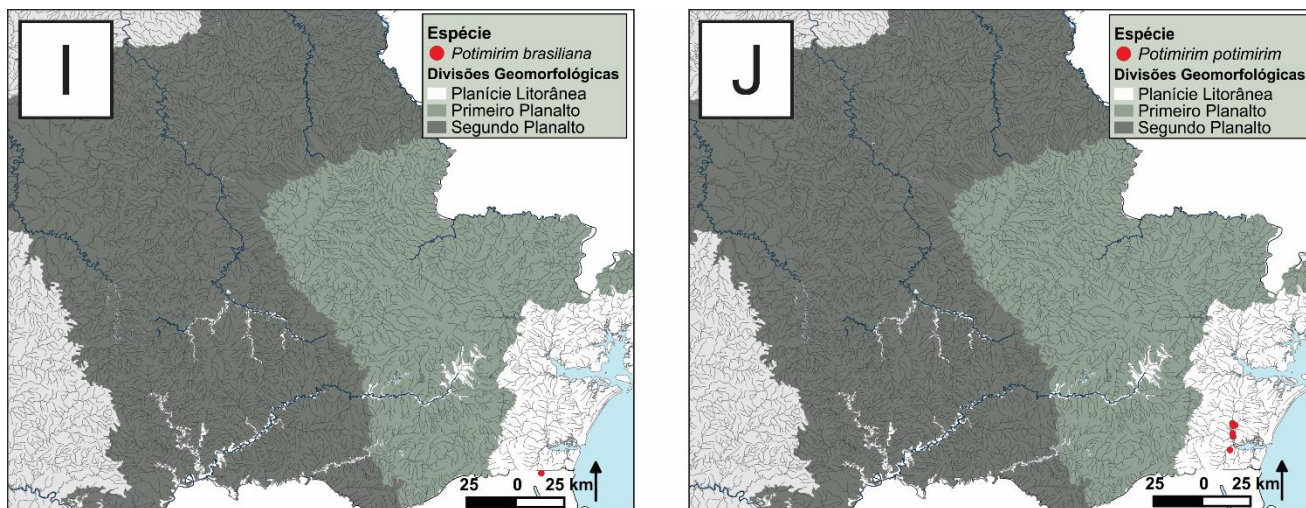 I
Espécie
Potimirim brasiliana
Divisões Geomorfológicas
Planície Litorânea
Primeiro Planalto
Segundo Planalto
25 0 25 km
J
Espécie
Potimirim potimirim
Divisões Geomorfológicas
Planície Litorânea
Primeiro Planalto
Segundo Planalto
25 0 25 km